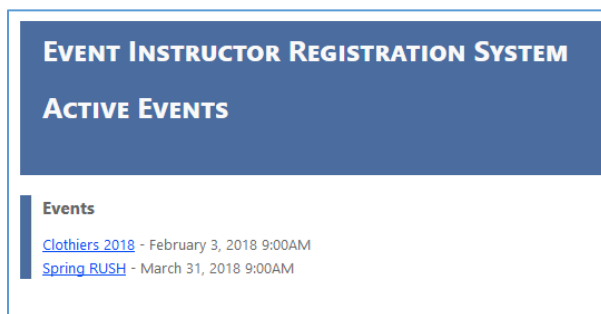 Event Instructor Registration System
Active Events
Events
Clothiers 2018 - February 3, 2018 9:00AM
Spring RUSH - March 31, 2018 9:00AM